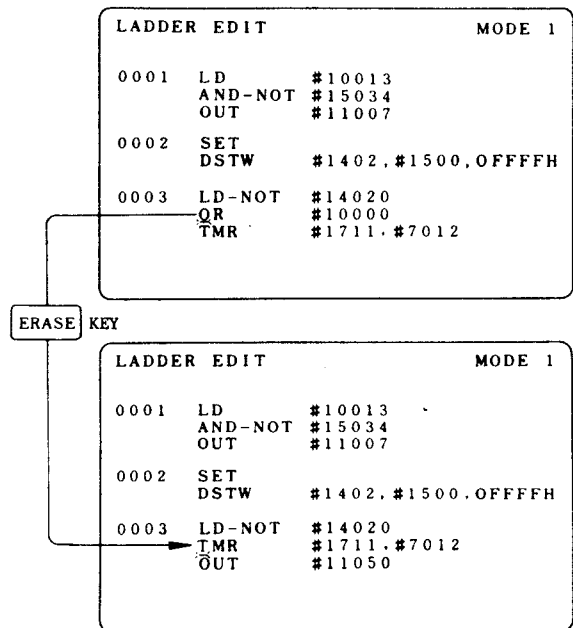 LADDER EDIT MODE 1
0001 LD #10013
AND-NOT #15034
OUT #11007
0002 SET
DSTW #1402,#1500,OFFFFH
0003 LD-NOT #14020
OR #10000
TMR #1711,#7012
ERASE KEY
LADDER EDIT MODE 1
0001 LD #10013
AND-NOT #15034
OUT #11007
0002 SET
DSTW #1402,#1500,OFFFFH
0003 LD-NOT #14020
TMR #1711,#7012
OUT #11050